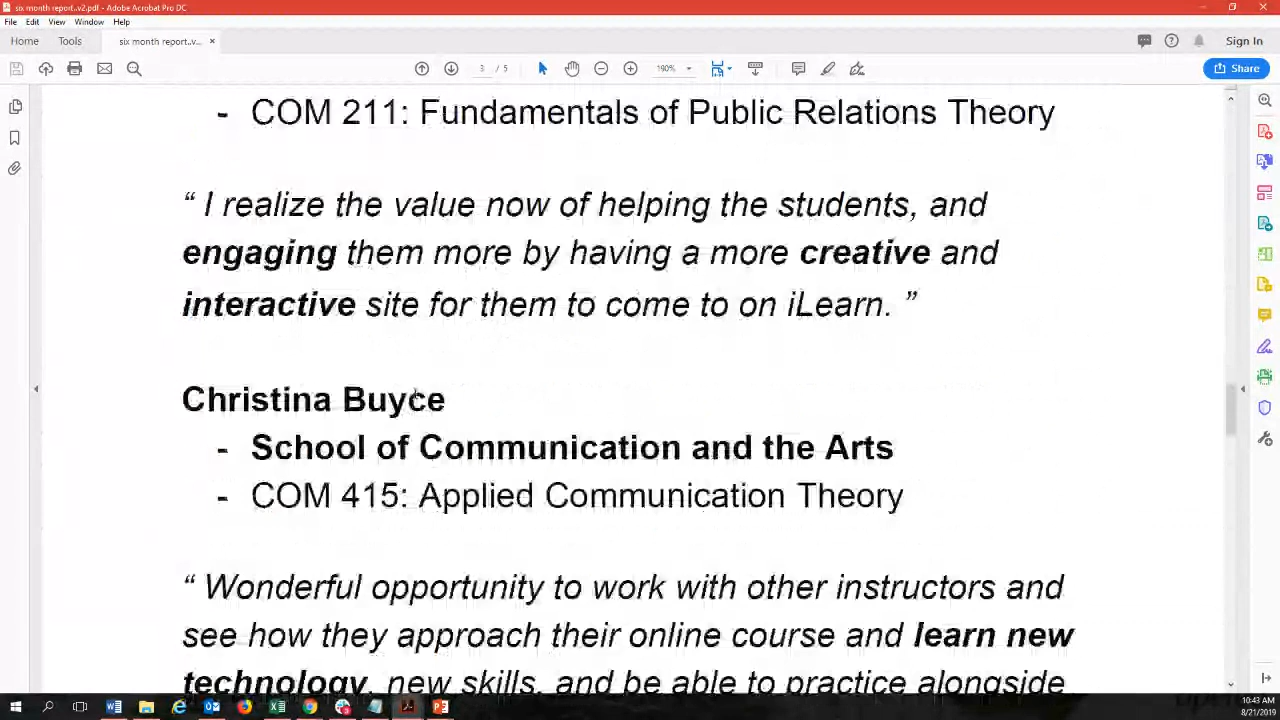 six month report..v2.pdf - Adobe Acrobat Pro DC
File Edit View Window Help
Home Tools six month report..v... × Sign In
3 / 5 190% Share
- COM 211: Fundamentals of Public Relations Theory
“ I realize the value now of helping the students, and
engaging them more by having a more creative and
interactive site for them to come to on iLearn. ”
Christina Buyce
- School of Communication and the Arts
- COM 415: Applied Communication Theory
“ Wonderful opportunity to work with other instructors and
see how they approach their online course and learn new
technology, new skills, and be able to practice alongside
10:43 AM
8/21/2019